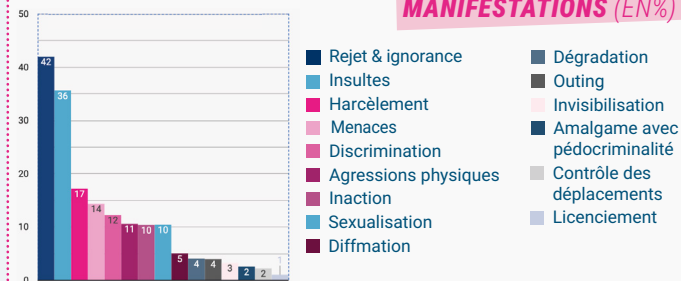 MANIFESTATIONS (EN%)
50
40
30
20
10
0
42
36
17
14
12
11
10
10
5
4
4
3
2
2
1
Rejet & ignorance
Insultes
Harcèlement
Menaces
Discrimination
Agressions physiques
Inaction
Sexualisation
Diffmation
Dégradation
Outing
Invisibilisation
Amalgame avec
pédocriminalité
Contrôle des
déplacements
Licenciement